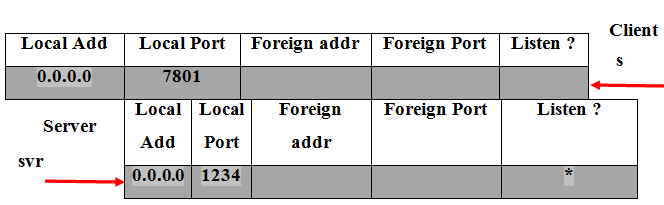 Client
Local Add Local Port Foreign addr Foreign Port Listen ?
s
0.0.0.0 7801
Local Local Foreign Foreign Port Listen ?
Server
Add Port addr
svr
0.0.0.0 1234 *